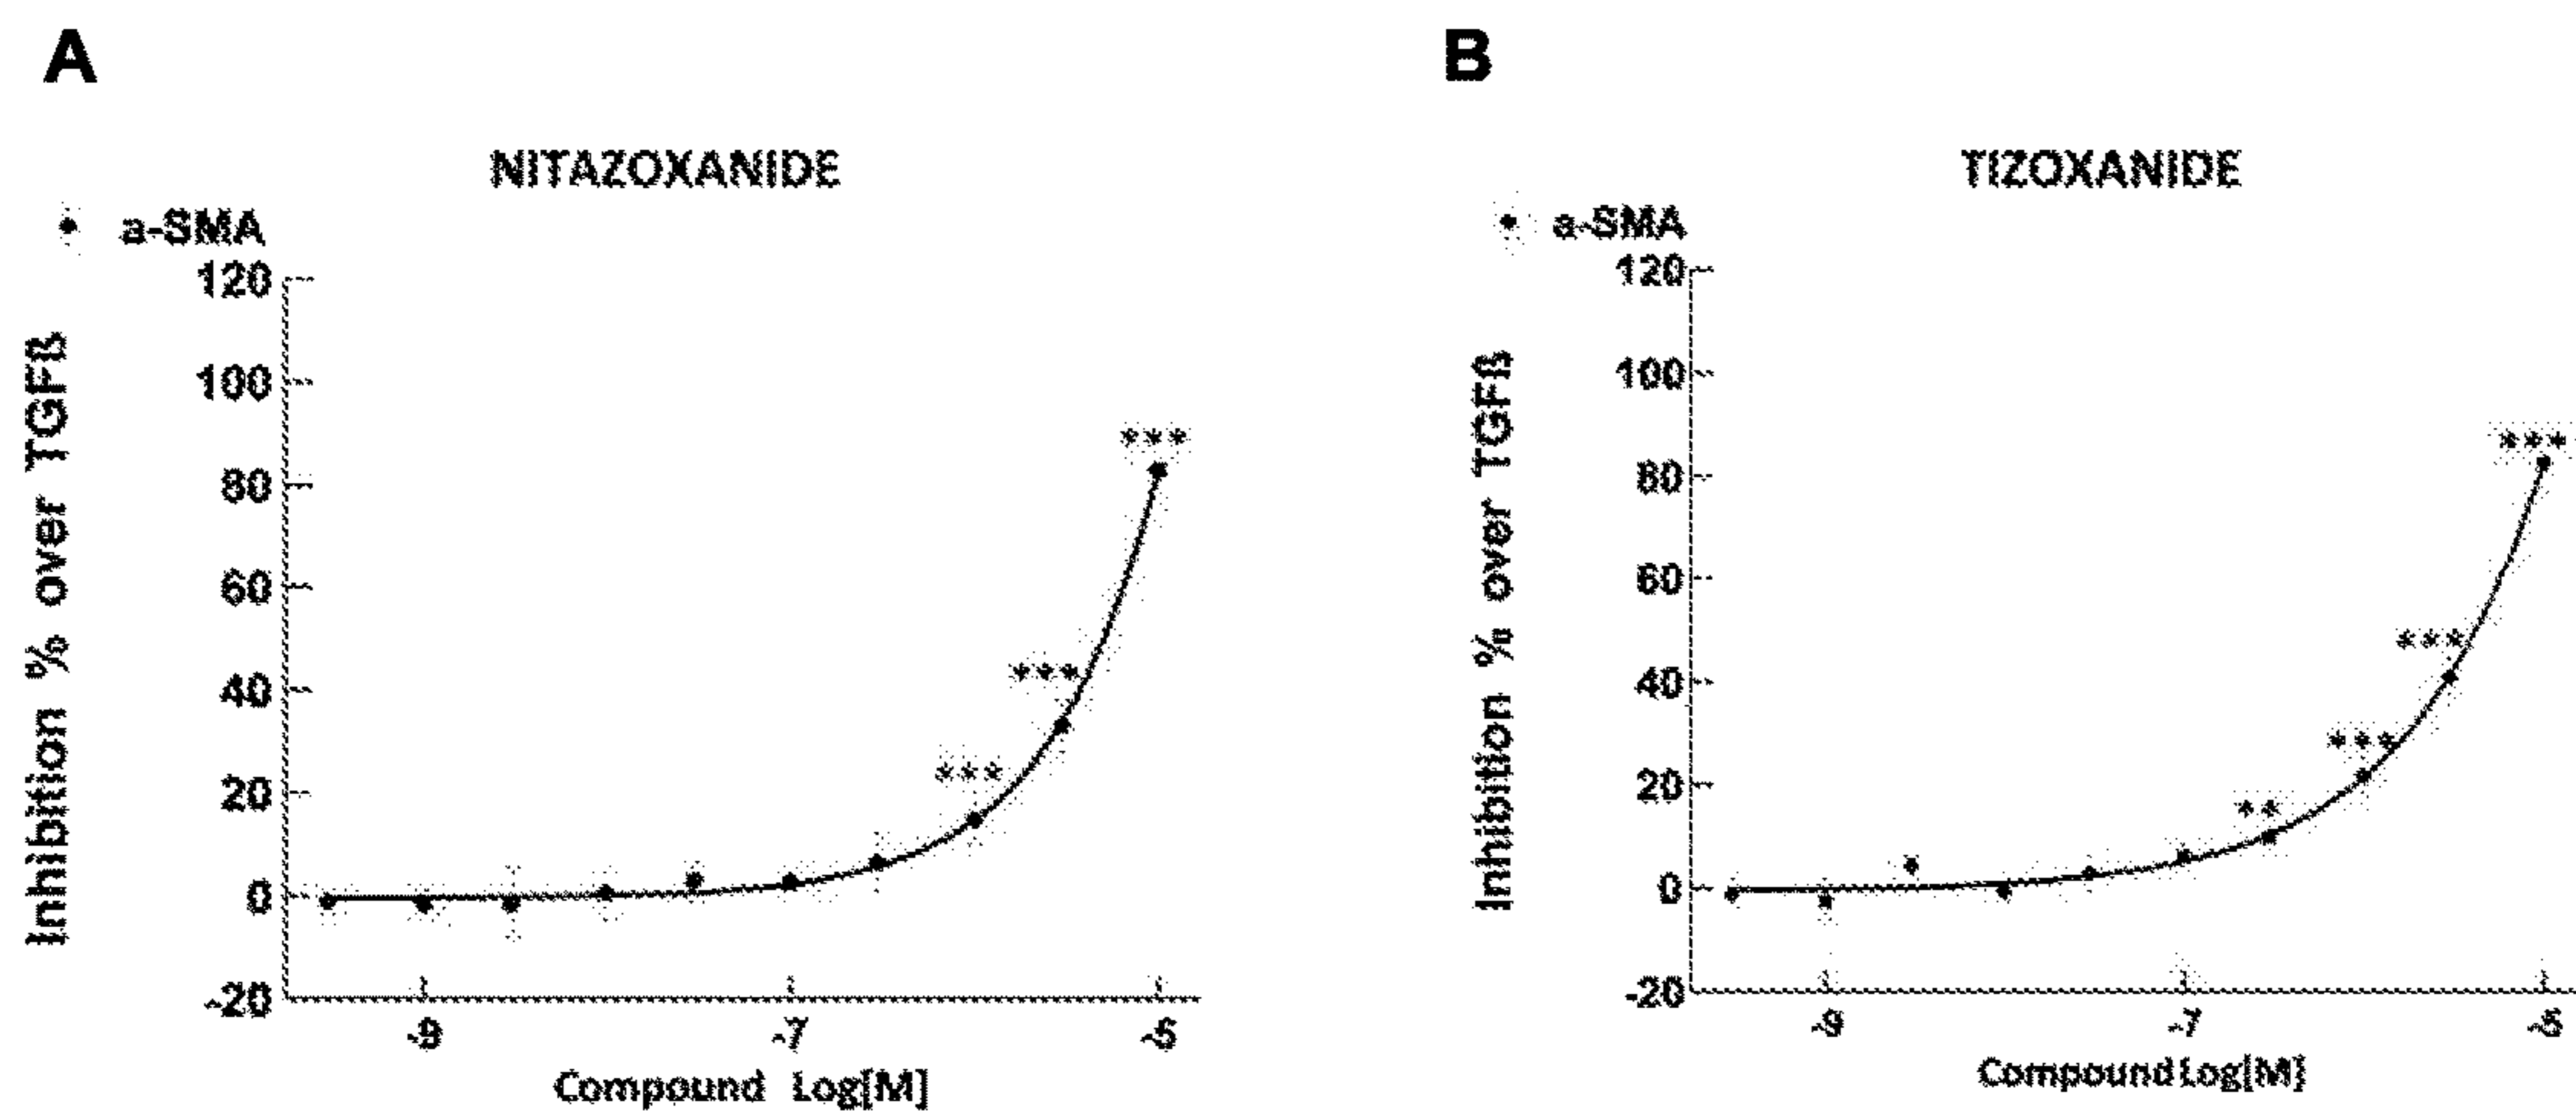 A
NITAZOXANIDE
a-SMA
120
100
80
60
40
20
0
-20
Inhibition % over TGFß
***
***
***
-9
-7
-5
Compound Log[M]
B
TIZOXANIDE
a-SMA
120
100
80
60
40
20
0
-20
Inhibition % over TGFß
***
***
***
**
-9
-7
-5
Compound Log[M]